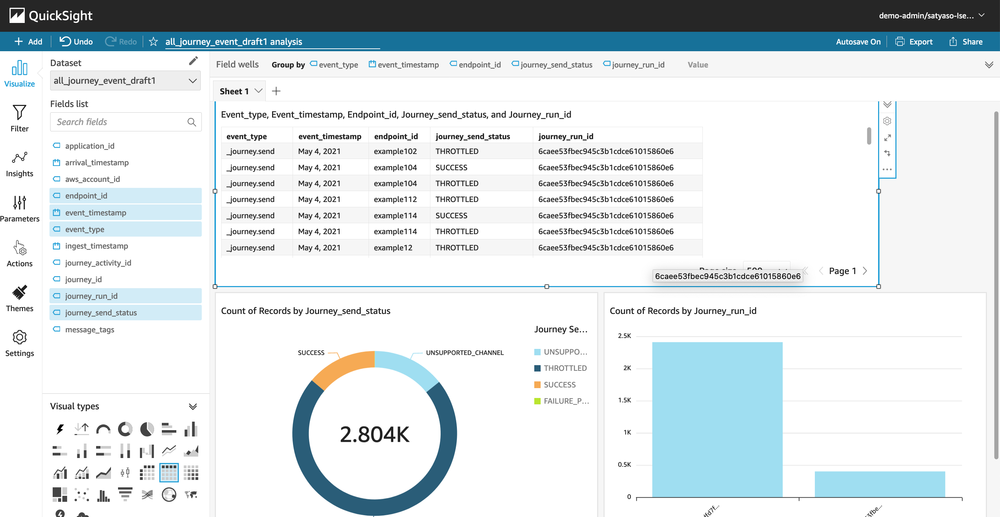 QuickSight
demo-admin/satyaso-Ise...
Add
Undo
Redo
all_journey_event_draft1 analysis
Autosave On
Export
Share
Visualize
Filter
Insights
Parameters
Actions
Themes
Settings
Dataset
all_journey_event_draft1
Fields list
Search fields
application_id
arrival_timestamp
aws_account_id
endpoint_id
event_timestamp
event_type
ingest_timestamp
journey_activity_id
journey_id
journey_run_id
journey_send_status
message_tags
Visual types
Field wells Group by event_type event_timestamp endpoint_id journey_send_status journey_run_id Value
Sheet 1
Event_type, Event_timestamp, Endpoint_id, Journey_send_status, and Journey_run_id
event_type event_timestamp endpoint_id journey_send_status journey_run_id
_journey.send May 4, 2021 example102 THROTTLED 6caee53fbec945c3b1cdce61015860e6
_journey.send May 4, 2021 example104 SUCCESS 6caee53fbec945c3b1cdce61015860e6
_journey.send May 4, 2021 example104 THROTTLED 6caee53fbec945c3b1cdce61015860e6
_journey.send May 4, 2021 example112 THROTTLED 6caee53fbec945c3b1cdce61015860e6
_journey.send May 4, 2021 example114 SUCCESS 6caee53fbec945c3b1cdce61015860e6
_journey.send May 4, 2021 example114 THROTTLED 6caee53fbec945c3b1cdce61015860e6
_journey.send May 4, 2021 example12 THROTTLED 6caee53fbec945c3b1cdce61015860e6
Page size 500 Page 1
6caee53fbec945c3b1cdce61015860e6
Count of Records by Journey_send_status
SUCCESS
UNSUPPORTED_CHANNEL
2.804K
Journey Se...
UNSUPPO...
THROTTLED
SUCCESS
FAILURE_P...
Count of Records by Journey_run_id
2.5K
2K
1.5K
1K
0.5K
0